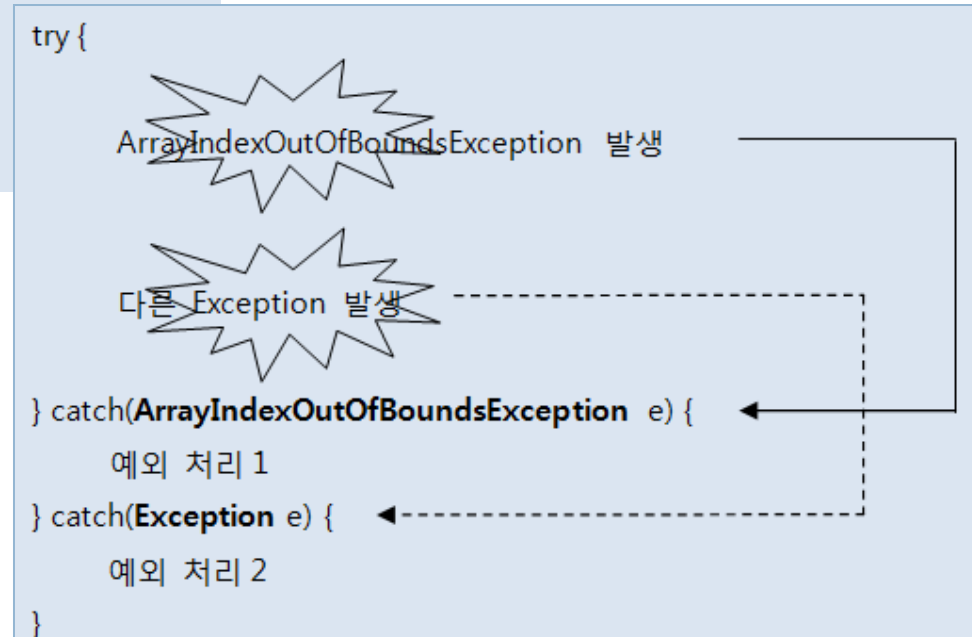 try {
ArrayIndexOutOfBoundsException 발생
다른 Exception 발생
} catch(ArrayIndexOutOfBoundsException e) {
예외 처리 1
} catch(Exception e) {
예외 처리 2
}